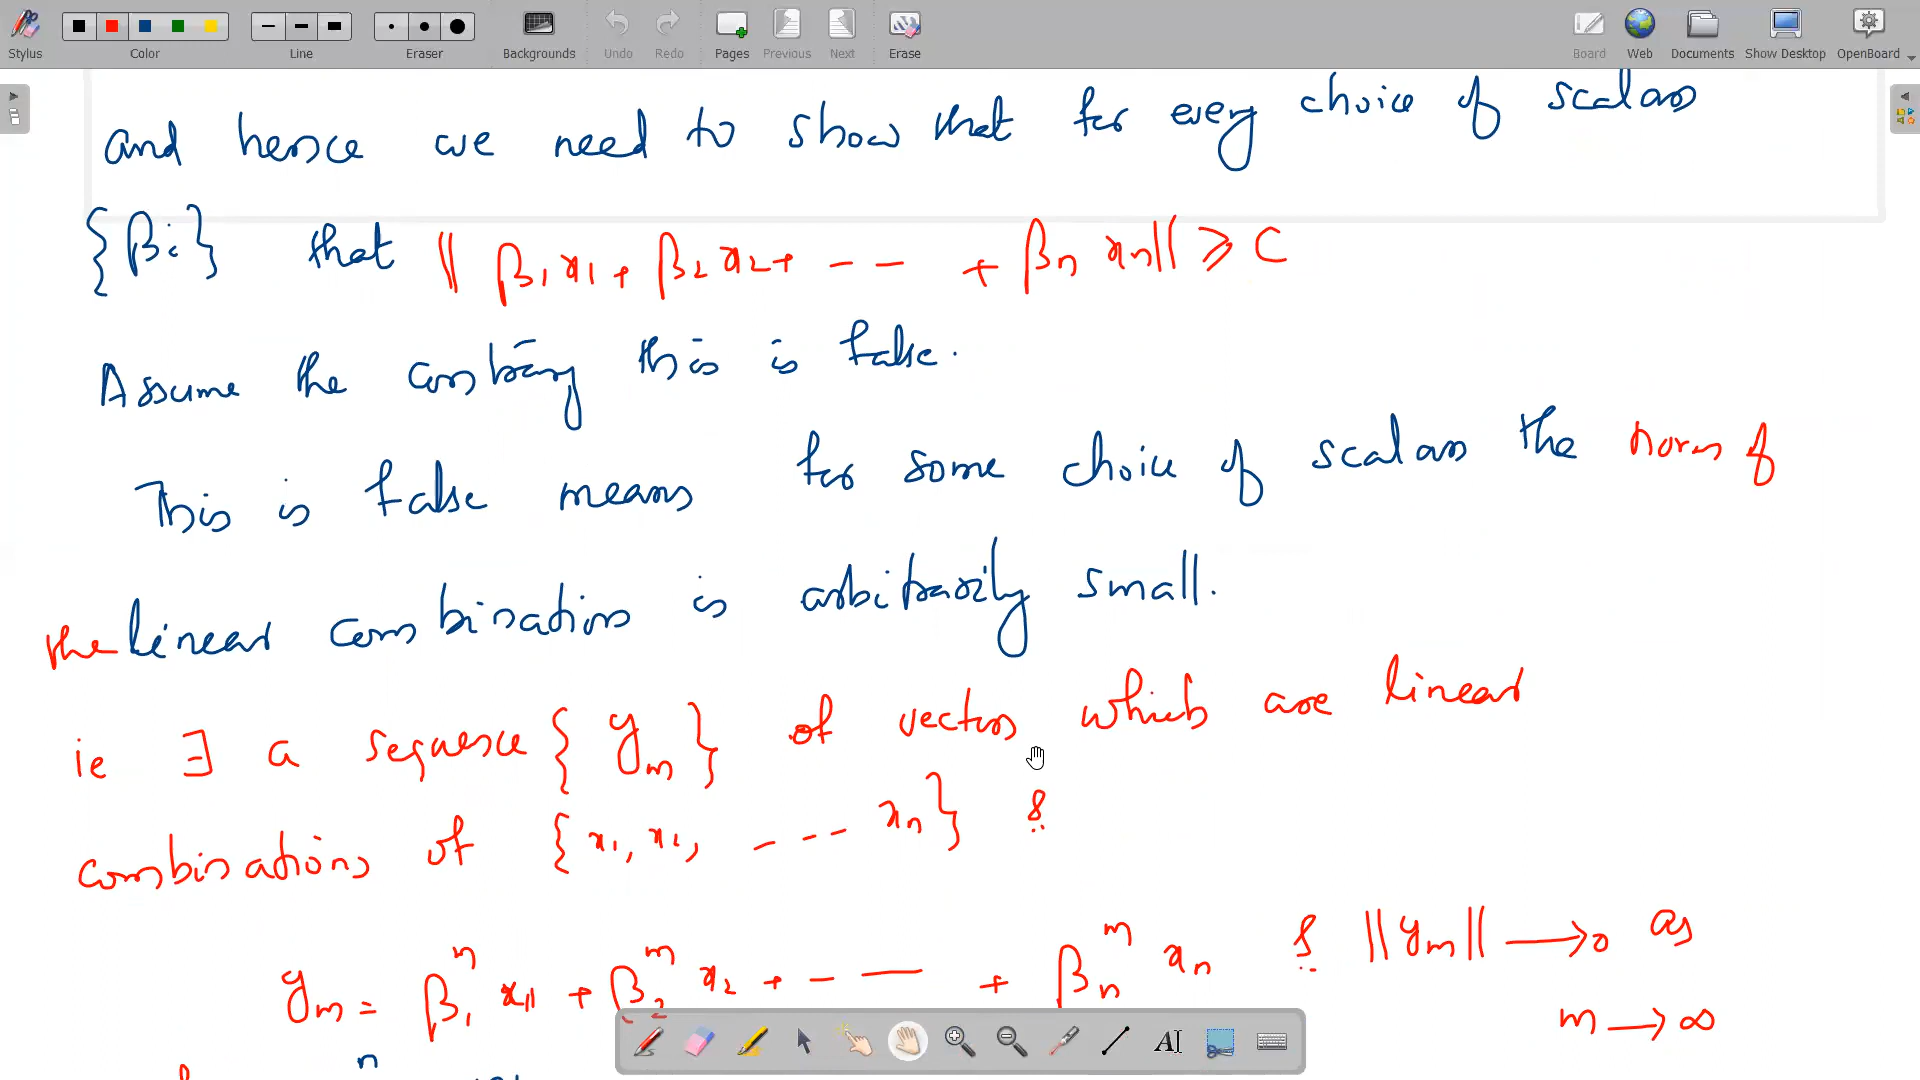 Stylus Color Line Eraser Backgrounds Undo Redo Pages Previous Next Erase Board Web Documents Show Desktop OpenBoard
and hence we need to show that for every choice of scalars
{βi} that || β₁x₁ + β₂x₂ + - - - + βₙ xₙ|| ⩾ C
Assume the contrary this is false.
This is false means for some choice of scalars the norm of
the linear combination is arbitrarily small.
ie ∃ a sequence { yₘ } of vectors which are linear
combinations of {x₁, x₂, - - - - xₙ} &
yₘ = β₁ᵐ x₁ + β₂ᵐ x₂ + - - - + βₙᵐ xₙ & ||yₘ|| → 0 as
m → ∞
n